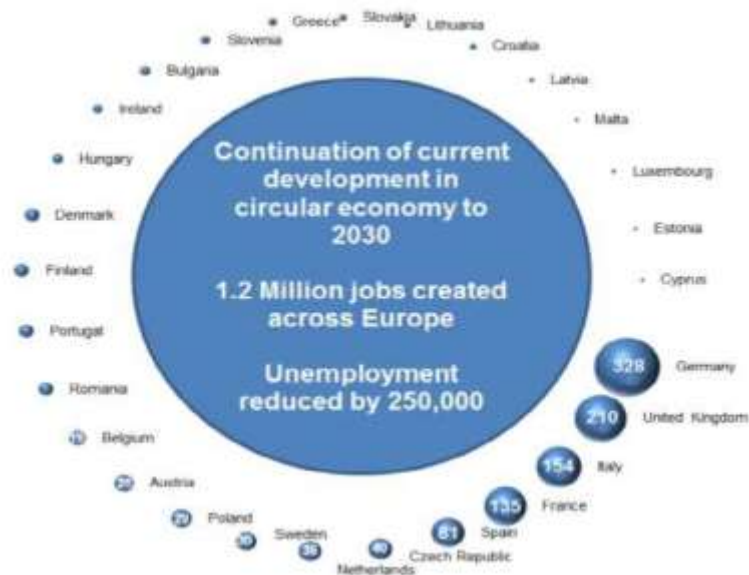 Greece
Slovakia
Lithuania
Slovenia
Croatia
Bulgaria
Latvia
Ireland
Malta
Hungary
Luxembourg
Denmark
Estonia
Finland
Cyprus
Portugal
Romania
Belgium
Austria
Poland
Sweden
Netherlands
Czech Republic
Spain
France
Italy
United Kingdom
Germany
Continuation of current
development in
circular economy to
2030
1.2 Million jobs created
across Europe
Unemployment
reduced by 250,000
328
210
154
135
81
40